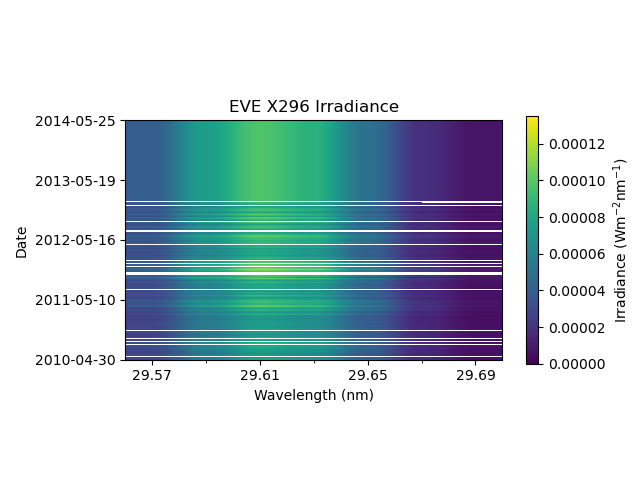 EVE X296 Irradiance
2014-05-25
2013-05-19
2012-05-16
2011-05-10
2010-04-30
Date
29.57 29.61 29.65 29.69
Wavelength (nm)
0.00012
0.00010
0.00008
0.00006
0.00004
0.00002
0.00000
Irradiance (Wm⁻²nm⁻¹)